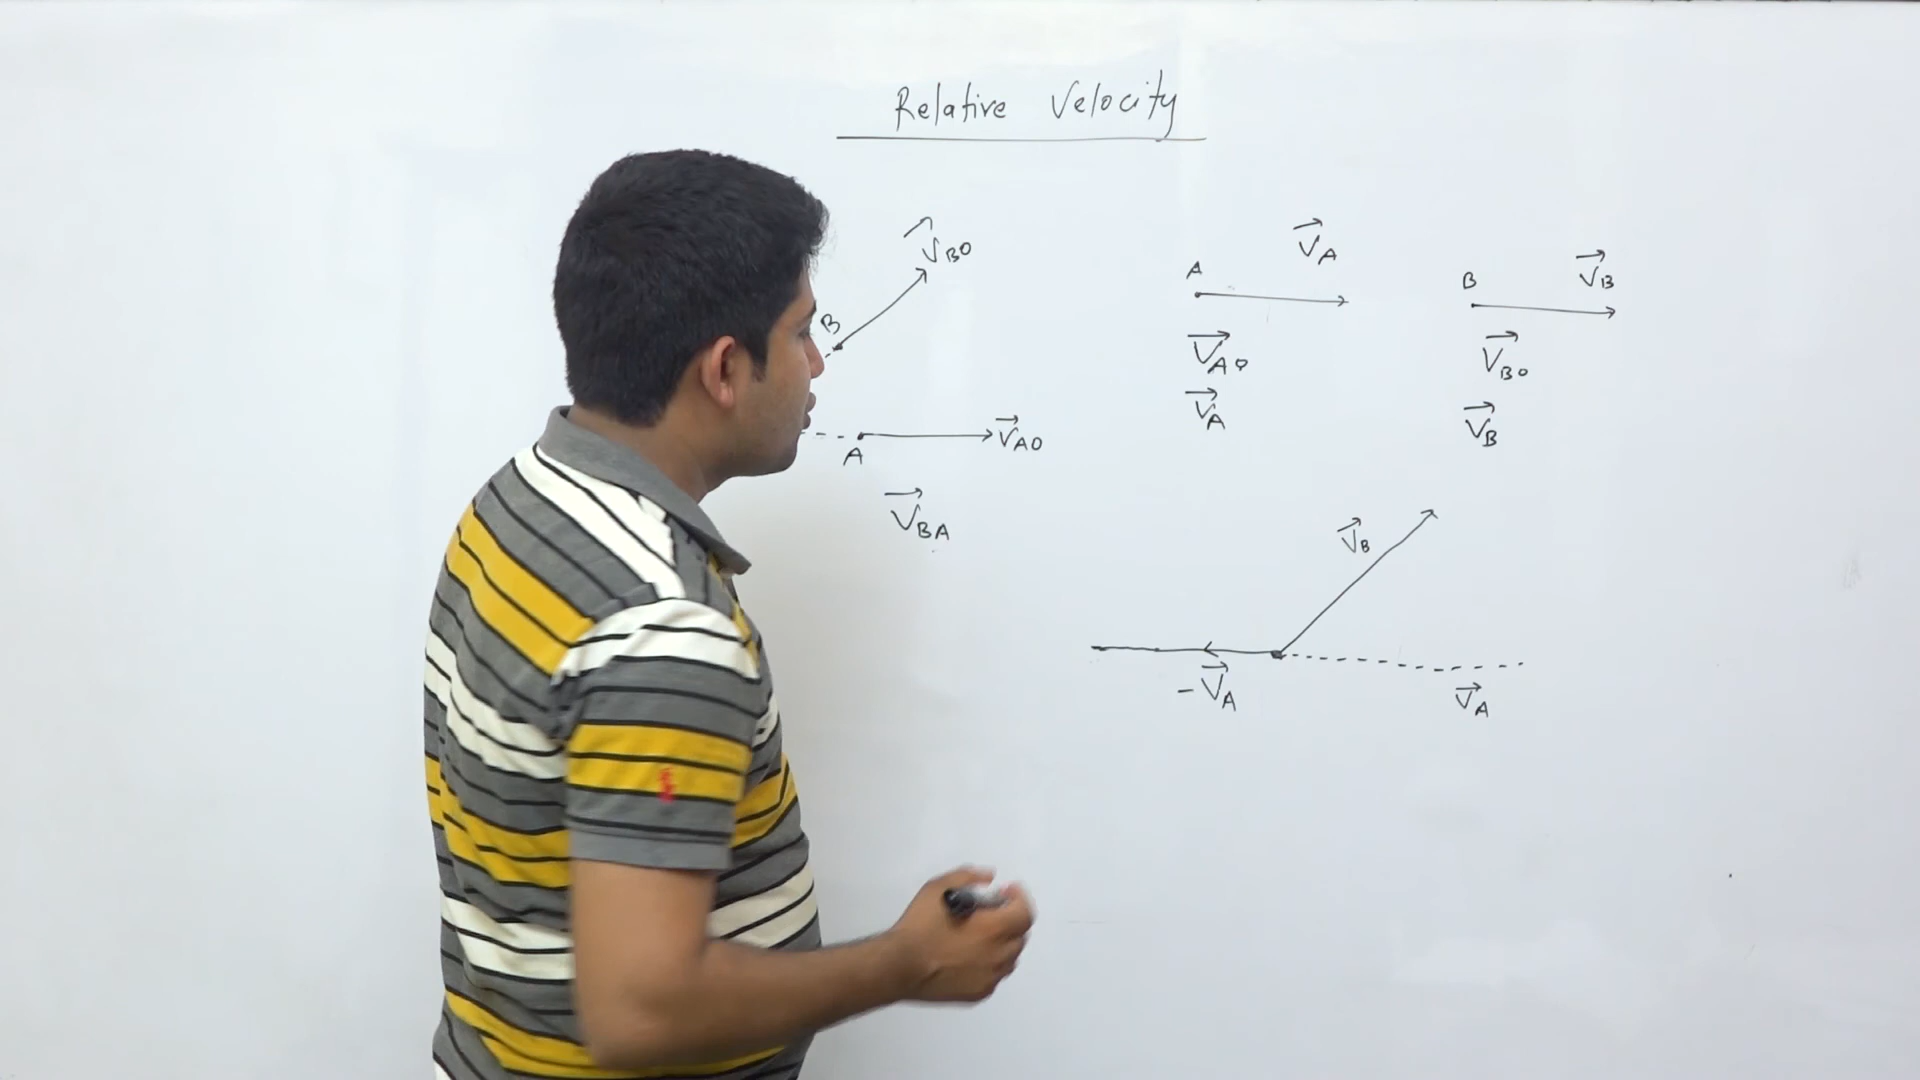 Relative Velocity
V⃗BO
B
V⃗AO
A
V⃗BA
V⃗A
A
V⃗AO
V⃗A
V⃗B
B
V⃗BO
V⃗B
V⃗B
-V⃗A
V⃗A